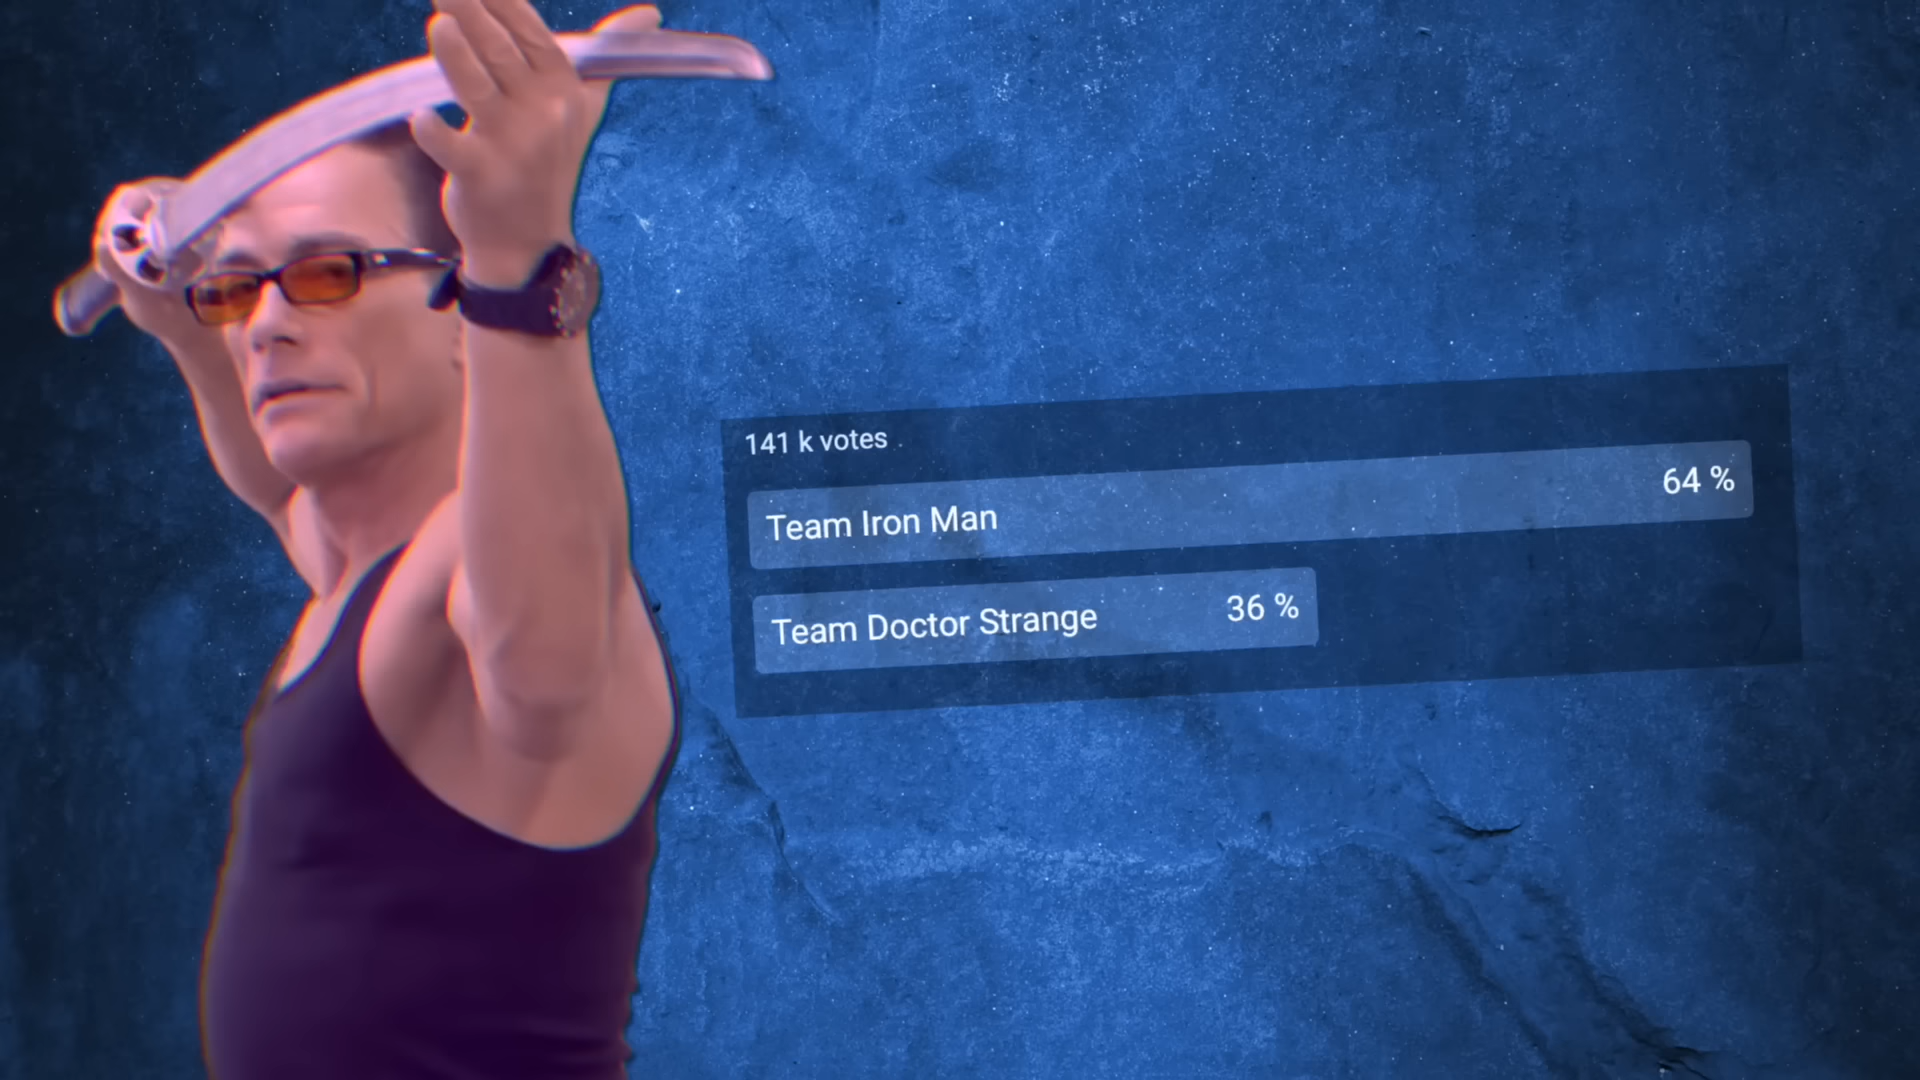 141 k votes
Team Iron Man 64 %
Team Doctor Strange 36 %